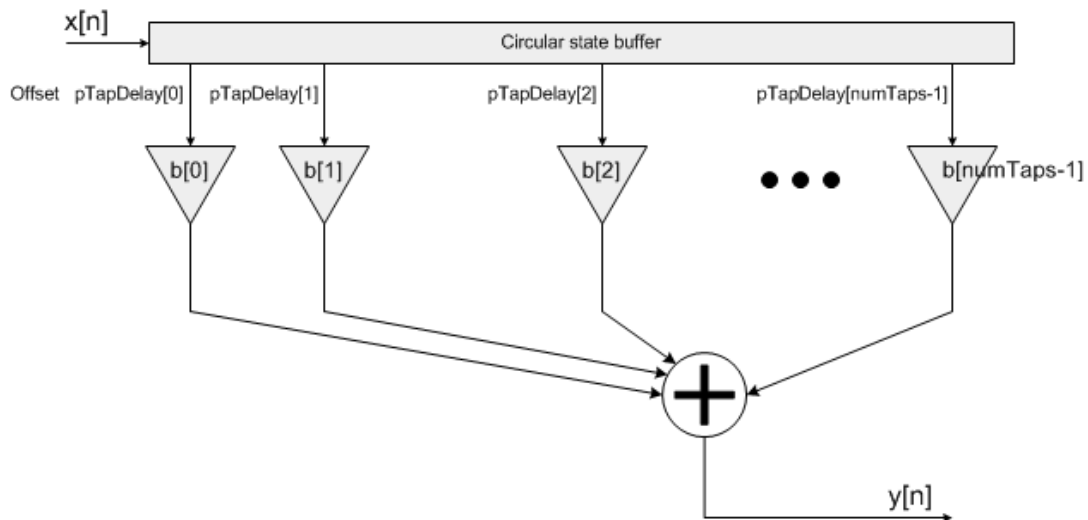 x[n]
Circular state buffer
Offset pTapDelay[0] pTapDelay[1] pTapDelay[2] pTapDelay[numTaps-1]
b[0] b[1] b[2] b[numTaps-1]
y[n]